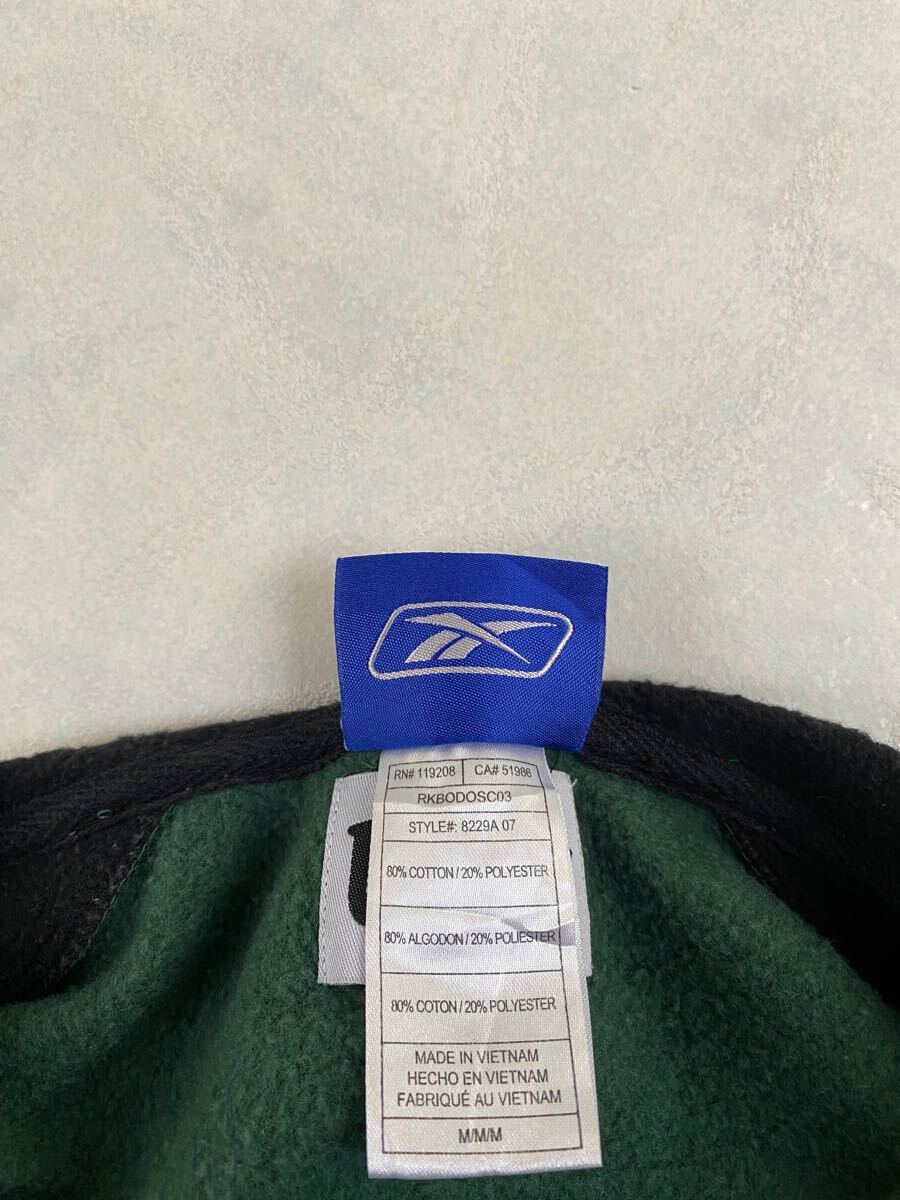 RN# 119208 CA# 51986
RKBODOSC03
STYLE#: 8229A 07
80% COTTON / 20% POLYESTER
80% ALGODON / 20% POLIESTER
80% COTON / 20% POLYESTER
MADE IN VIETNAM
HECHO EN VIETNAM
FABRIQUÉ AU VIETNAM
M/M/M